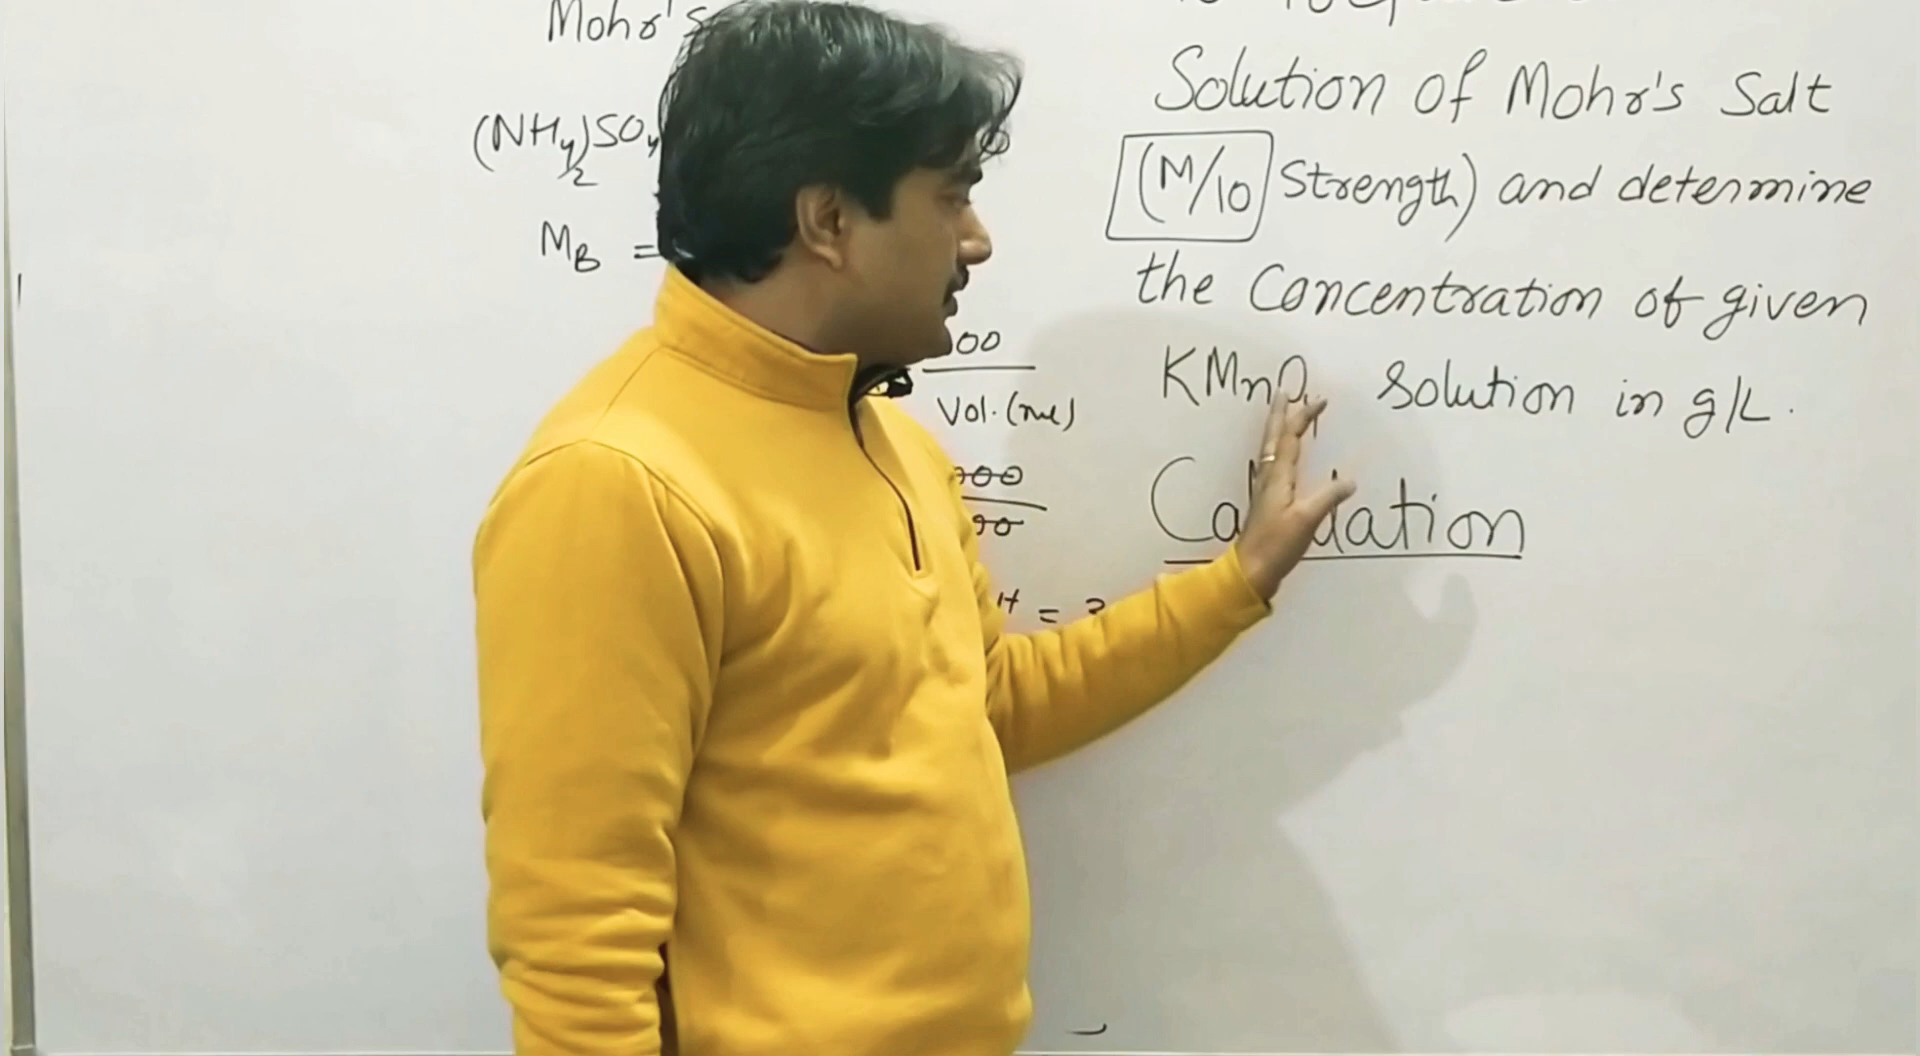 Mohr's
(NH4)2SO4
MB =
00
Vol. (ml)
000
90
H = 3
Solution of Mohr's Salt
(M/10 Strength) and determine
the Concentration of given
KMnO4 Solution in g/L.